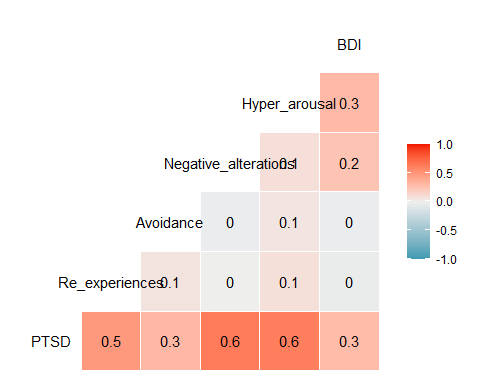 BDI
Hyper_arousal 0.3
Negative_alterations 0.1 0.2
Avoidance 0 0.1 0
Re_experiences 0.1 0 0.1 0
PTSD 0.5 0.3 0.6 0.6 0.3
1.0
0.5
0.0
-0.5
-1.0